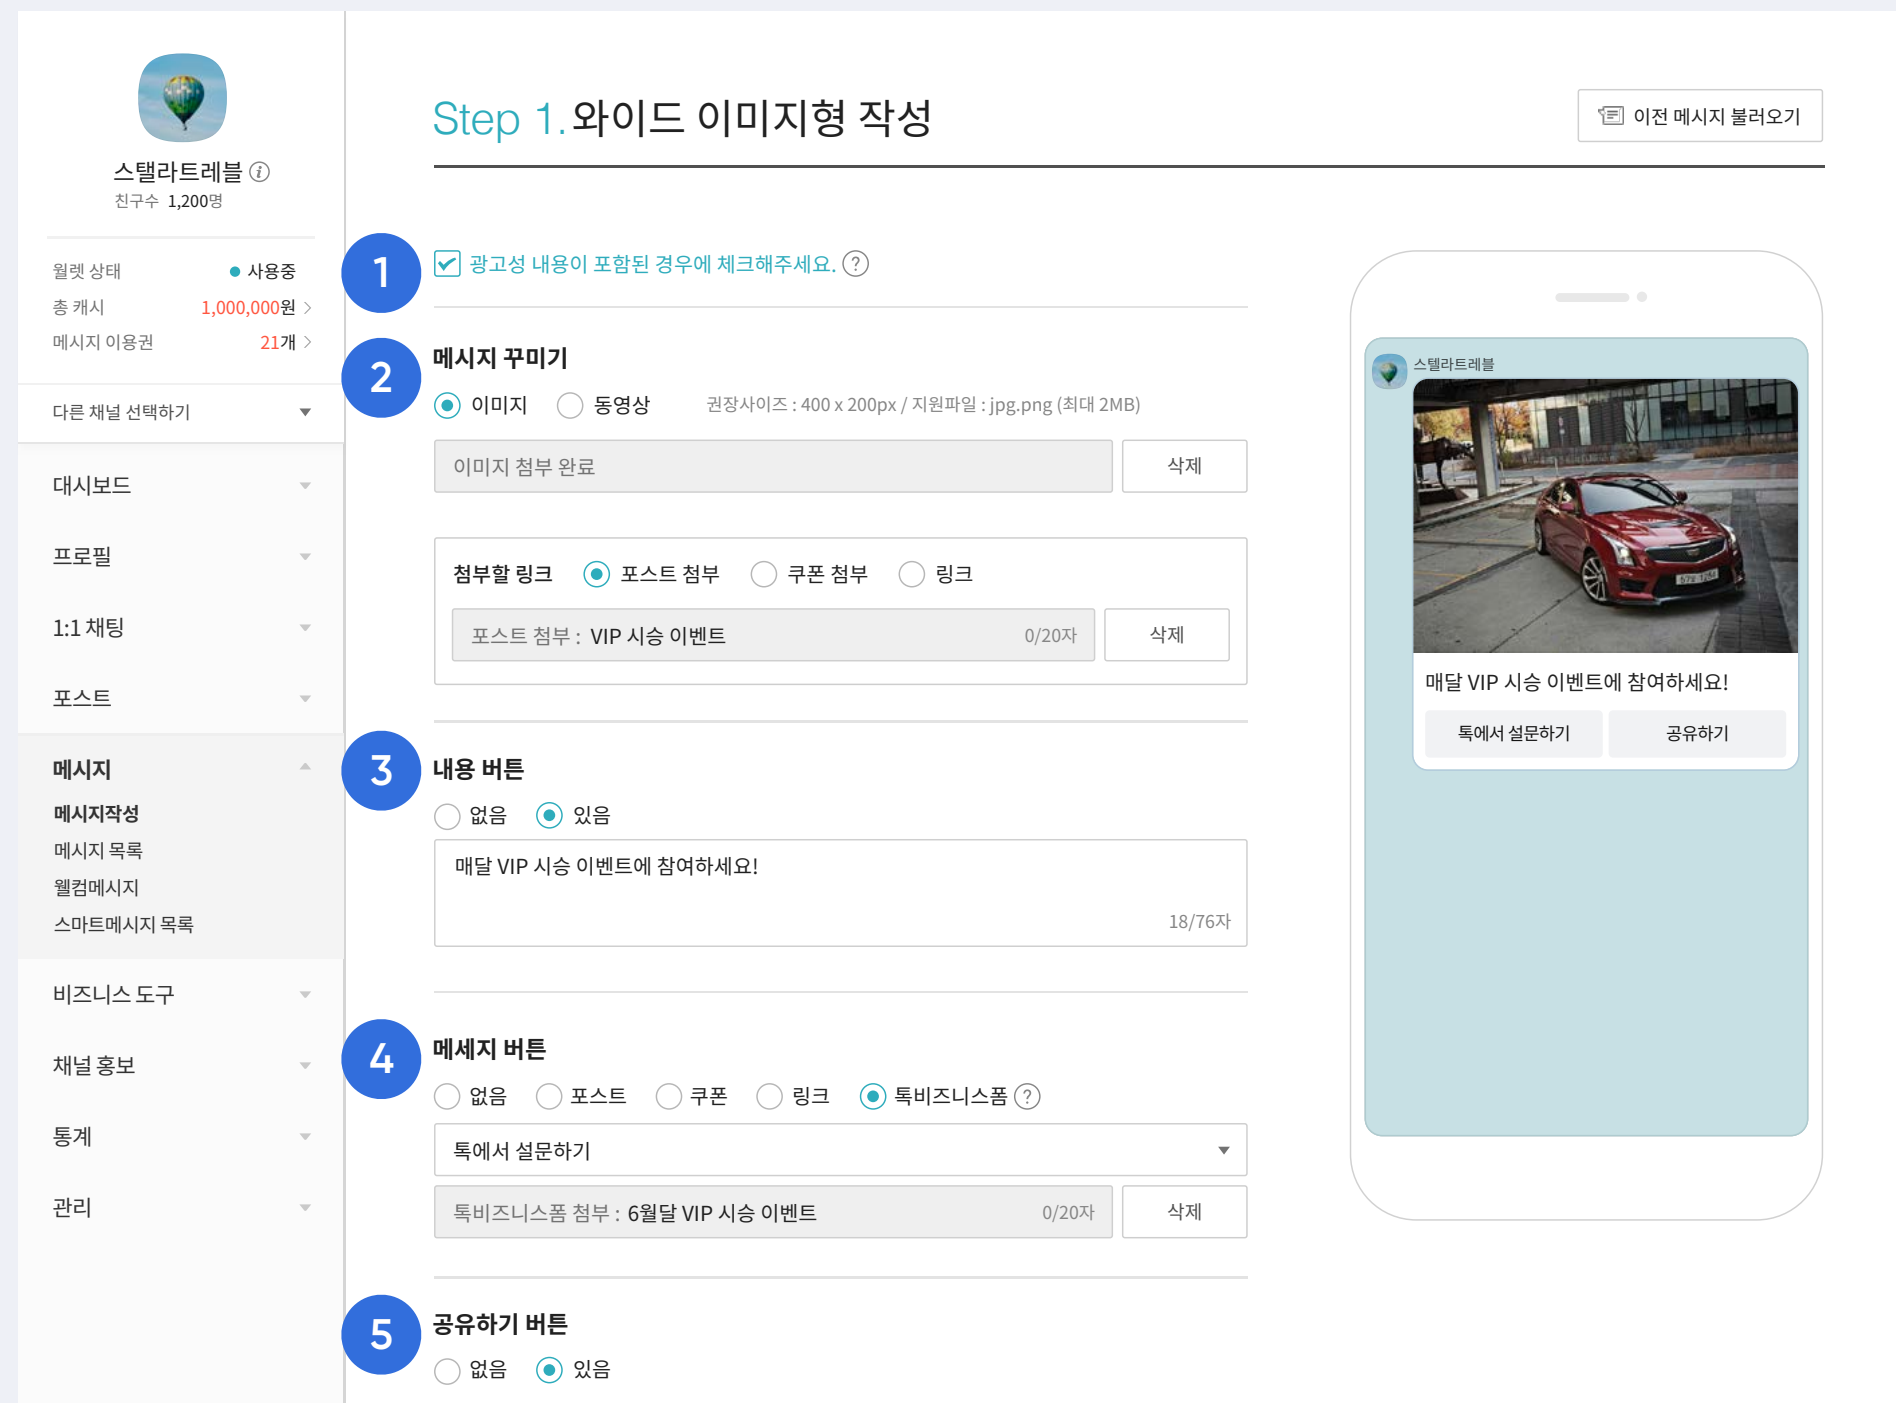 스탤라트레블
친구수 1,200명
월렛 상태 사용중
총 캐시 1,000,000원
메시지 이용권 21개
다른 채널 선택하기
대시보드
프로필
1:1 채팅
포스트
메시지
메시지작성
메시지 목록
웰컴메시지
스마트메시지 목록
비즈니스 도구
채널 홍보
통계
관리
Step 1. 와이드 이미지형 작성
이전 메시지 불러오기
1
광고성 내용이 포함된 경우에 체크해주세요. ?
2
메시지 꾸미기
이미지 동영상 권장사이즈 : 400 x 200px / 지원파일 : jpg.png (최대 2MB)
이미지 첨부 완료 삭제
첨부할 링크 포스트 첨부 쿠폰 첨부 링크
포스트 첨부 : VIP 시승 이벤트 0/20자 삭제
3
내용 버튼
없음 있음
매달 VIP 시승 이벤트에 참여하세요!
18/76자
4
메세지 버튼
없음 포스트 쿠폰 링크 톡비즈니스폼 ?
톡에서 설문하기
톡비즈니스폼 첨부 : 6월달 VIP 시승 이벤트 0/20자 삭제
5
공유하기 버튼
없음 있음
스텔라트레블
매달 VIP 시승 이벤트에 참여하세요!
톡에서 설문하기 공유하기